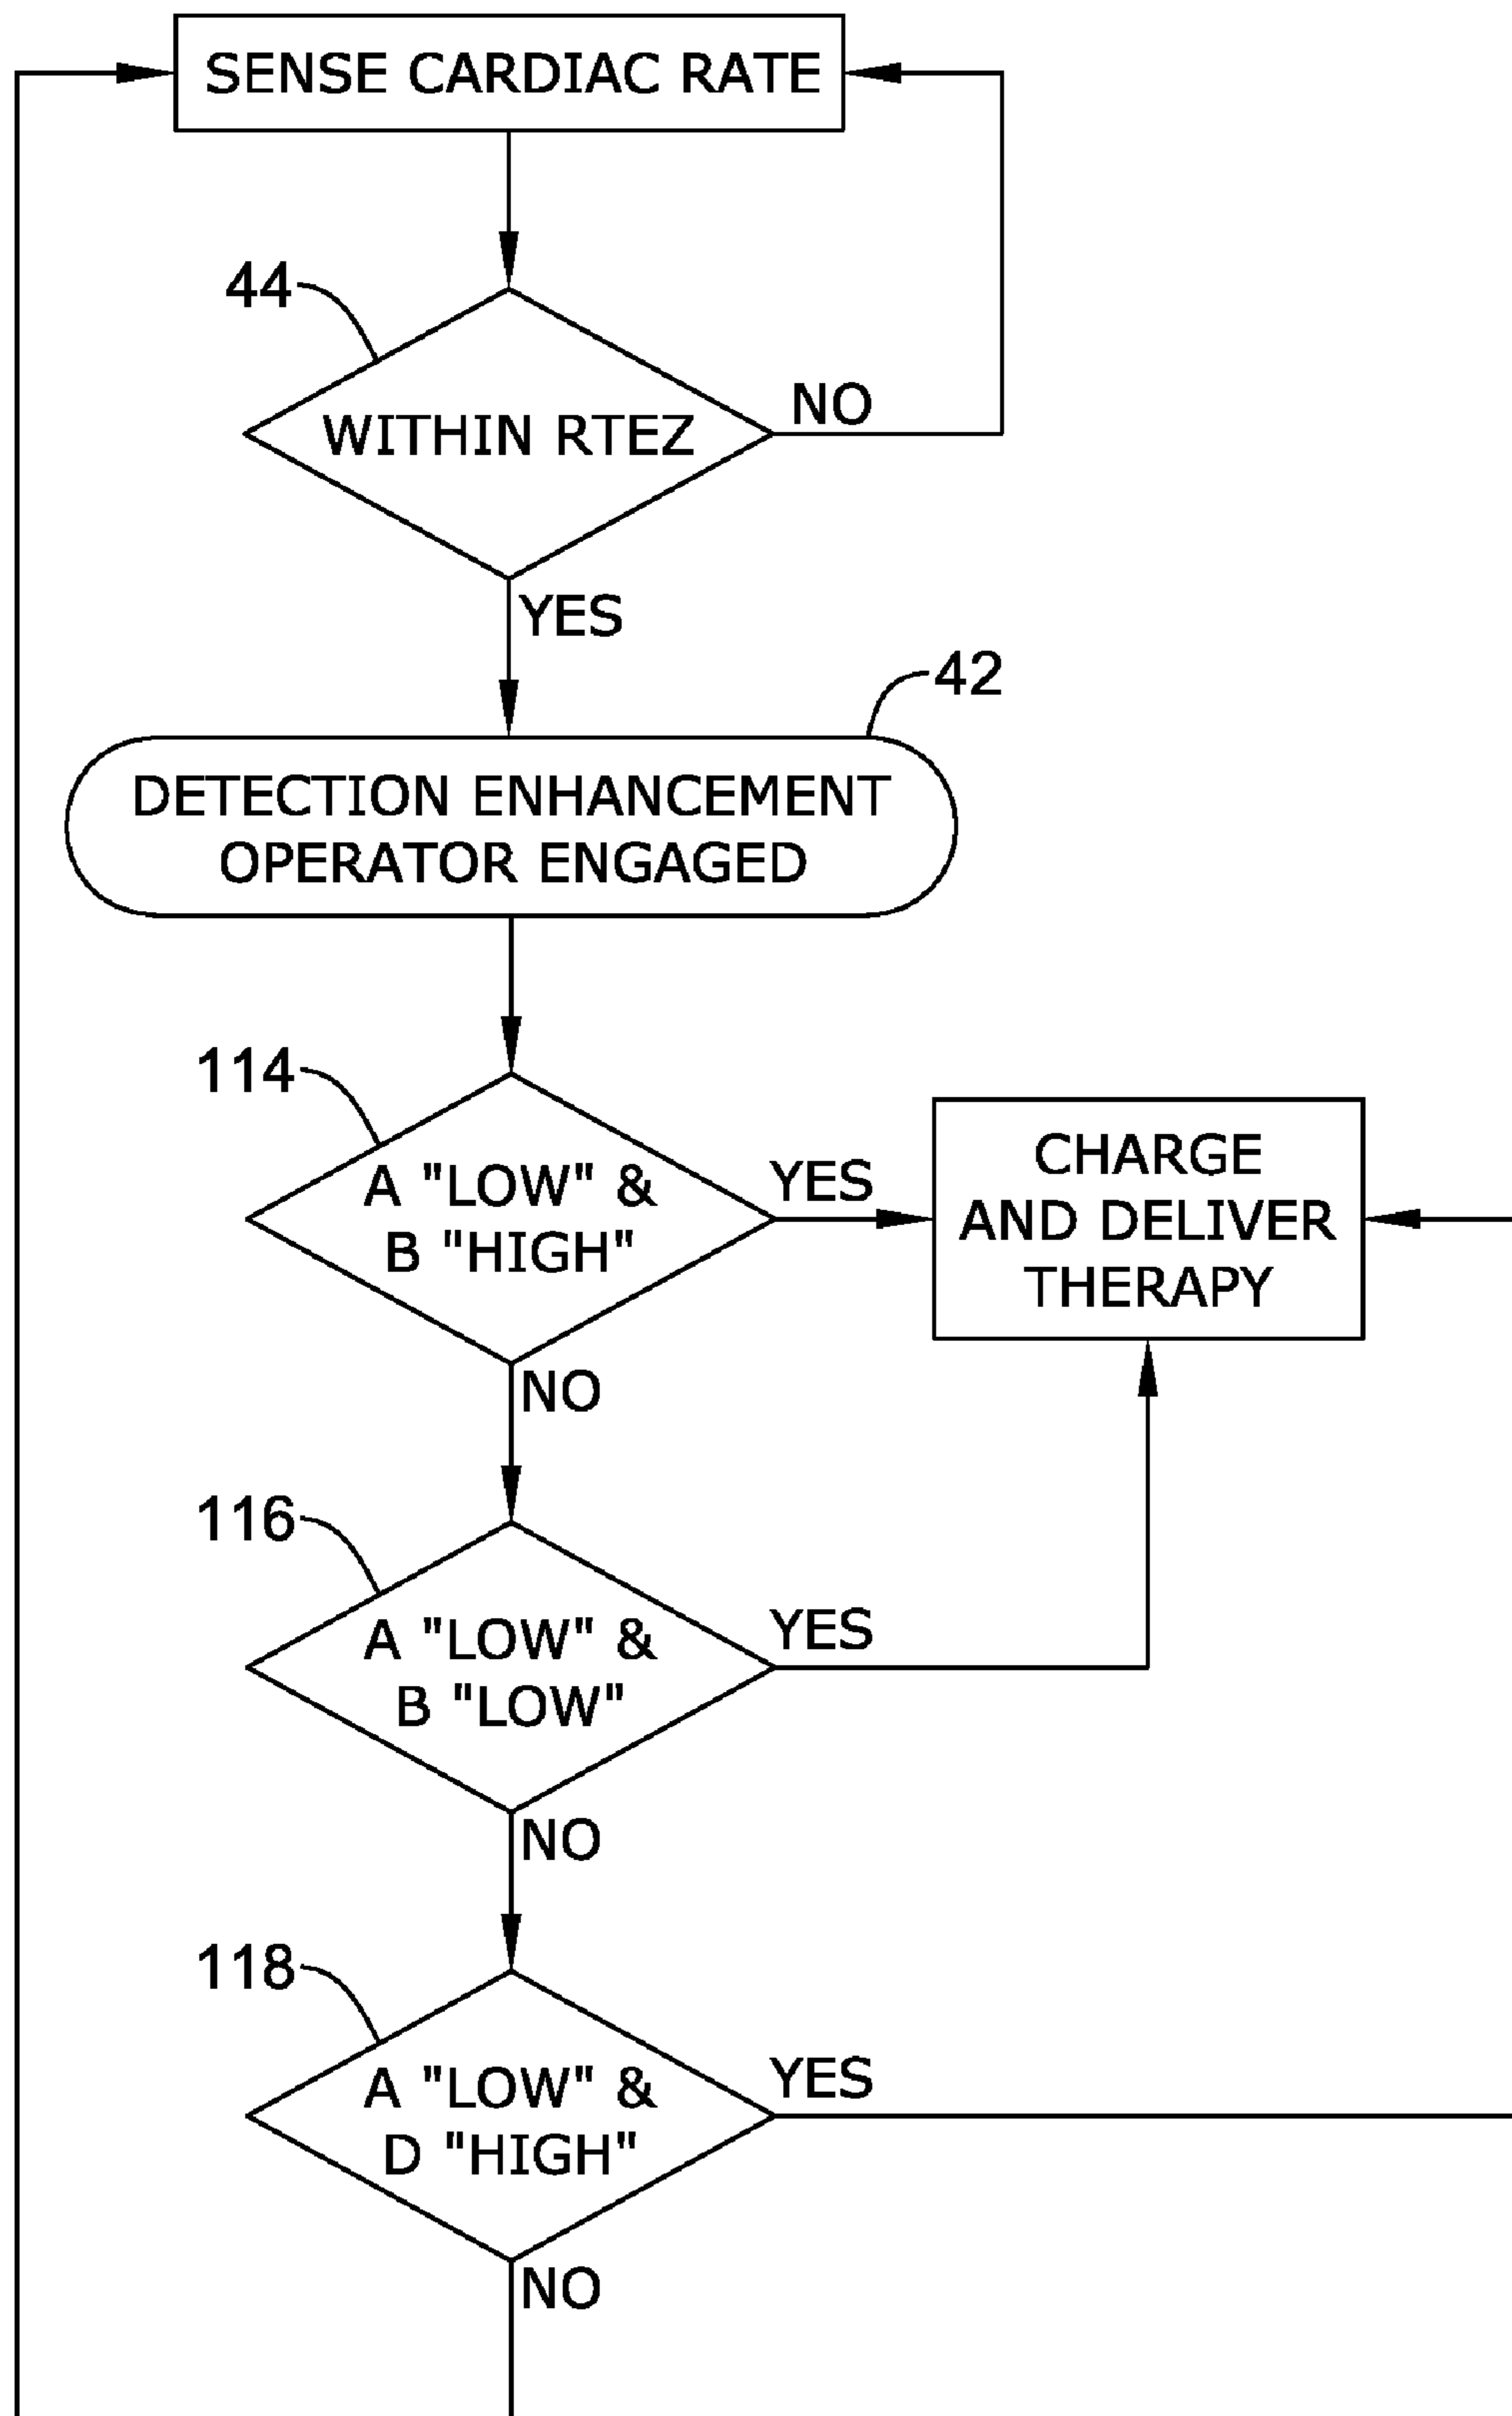 SENSE CARDIAC RATE
44
WITHIN RTEZ
NO
YES
42
DETECTION ENHANCEMENT
OPERATOR ENGAGED
114
A "LOW" &
B "HIGH"
YES
CHARGE
AND DELIVER
THERAPY
NO
116
A "LOW" &
B "LOW"
YES
NO
118
A "LOW" &
D "HIGH"
YES
NO